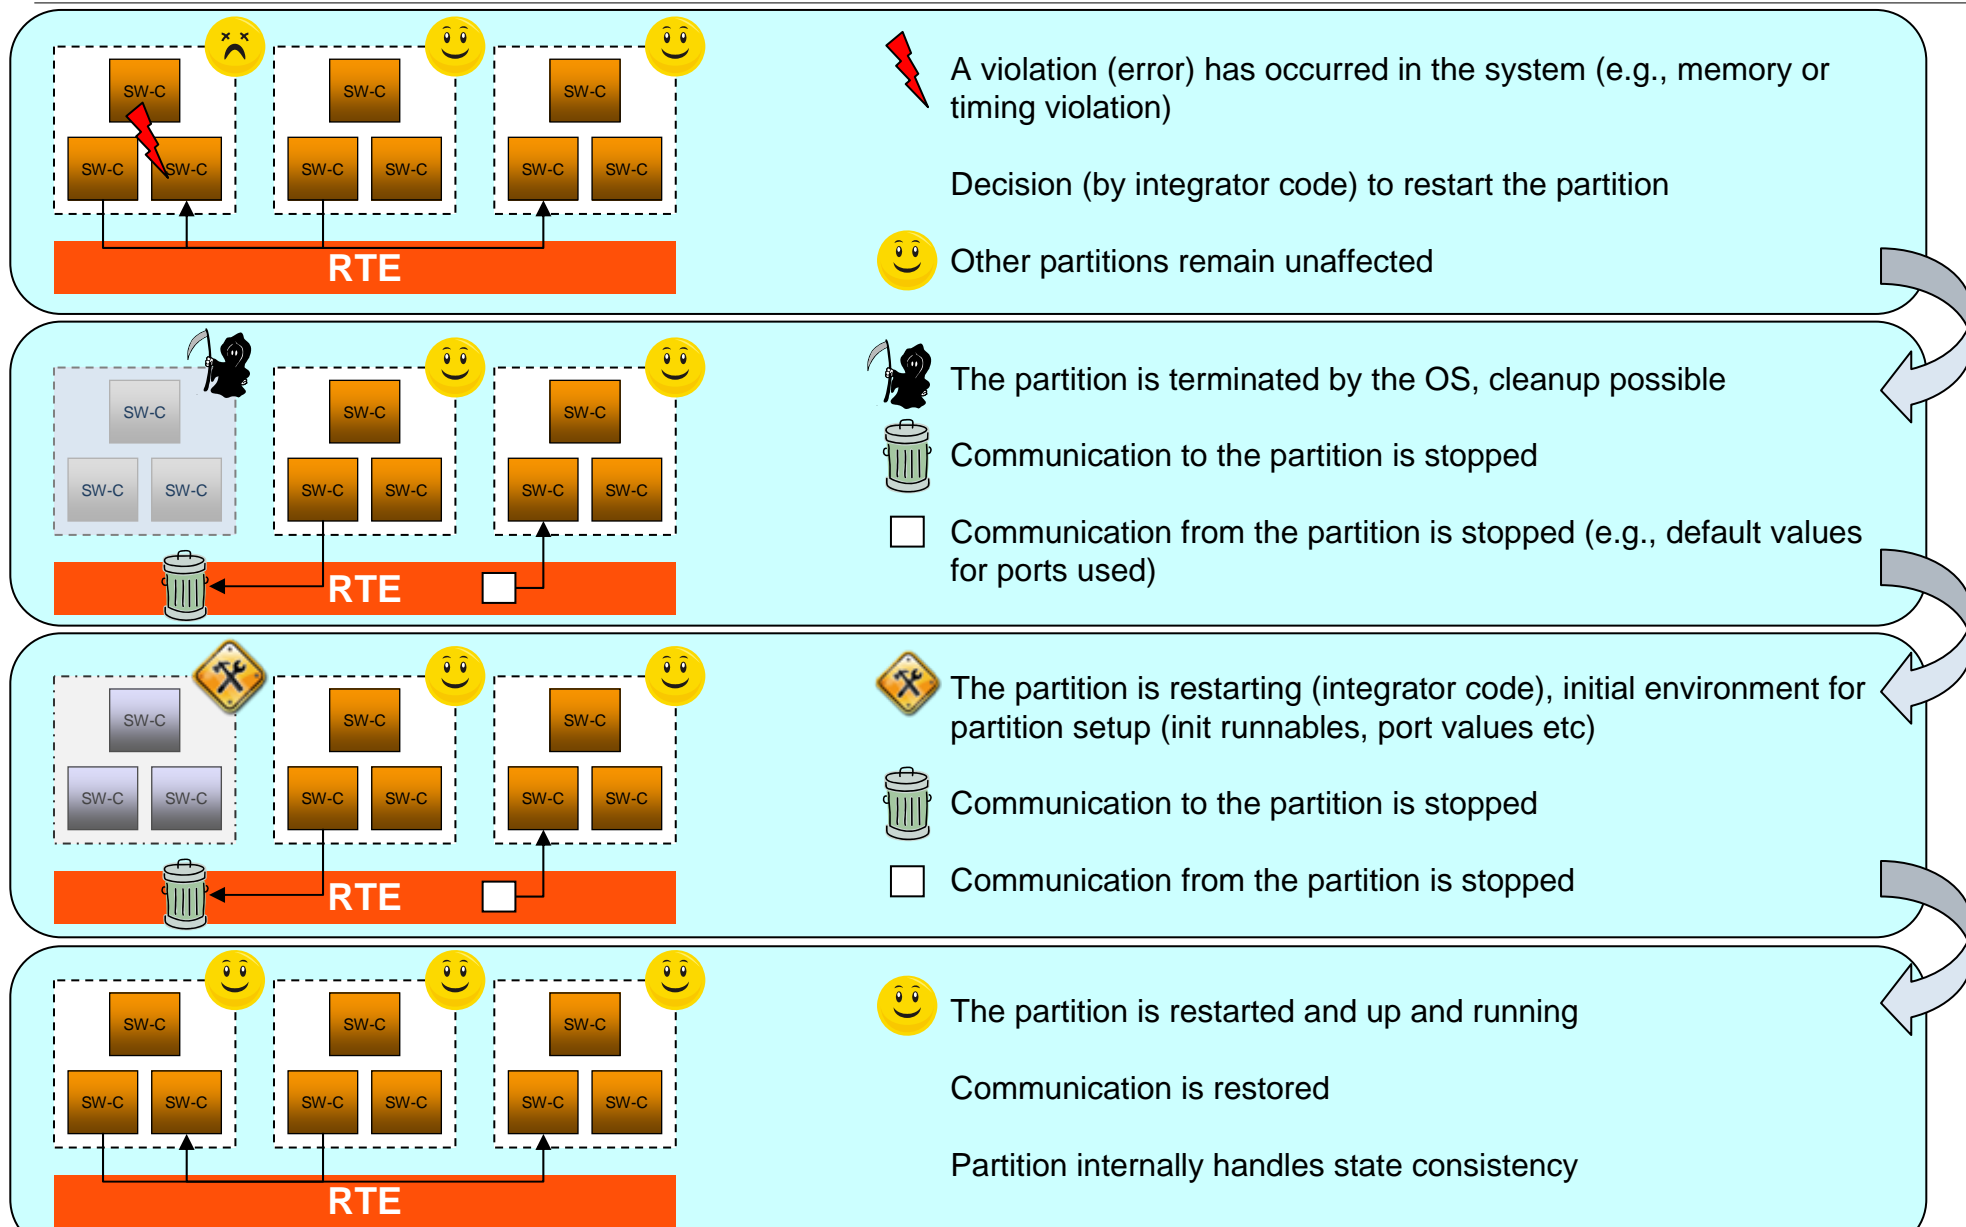 SW-C
SW-C SW-C
SW-C
SW-C SW-C
SW-C
SW-C SW-C
RTE
A violation (error) has occurred in the system (e.g., memory or
timing violation)
Decision (by integrator code) to restart the partition
Other partitions remain unaffected
SW-C
SW-C SW-C
SW-C
SW-C SW-C
SW-C
SW-C SW-C
RTE
The partition is terminated by the OS, cleanup possible
Communication to the partition is stopped
Communication from the partition is stopped (e.g., default values
for ports used)
SW-C
SW-C SW-C
SW-C
SW-C SW-C
SW-C
SW-C SW-C
RTE
The partition is restarting (integrator code), initial environment for
partition setup (init runnables, port values etc)
Communication to the partition is stopped
Communication from the partition is stopped
SW-C
SW-C SW-C
SW-C
SW-C SW-C
SW-C
SW-C SW-C
RTE
The partition is restarted and up and running
Communication is restored
Partition internally handles state consistency